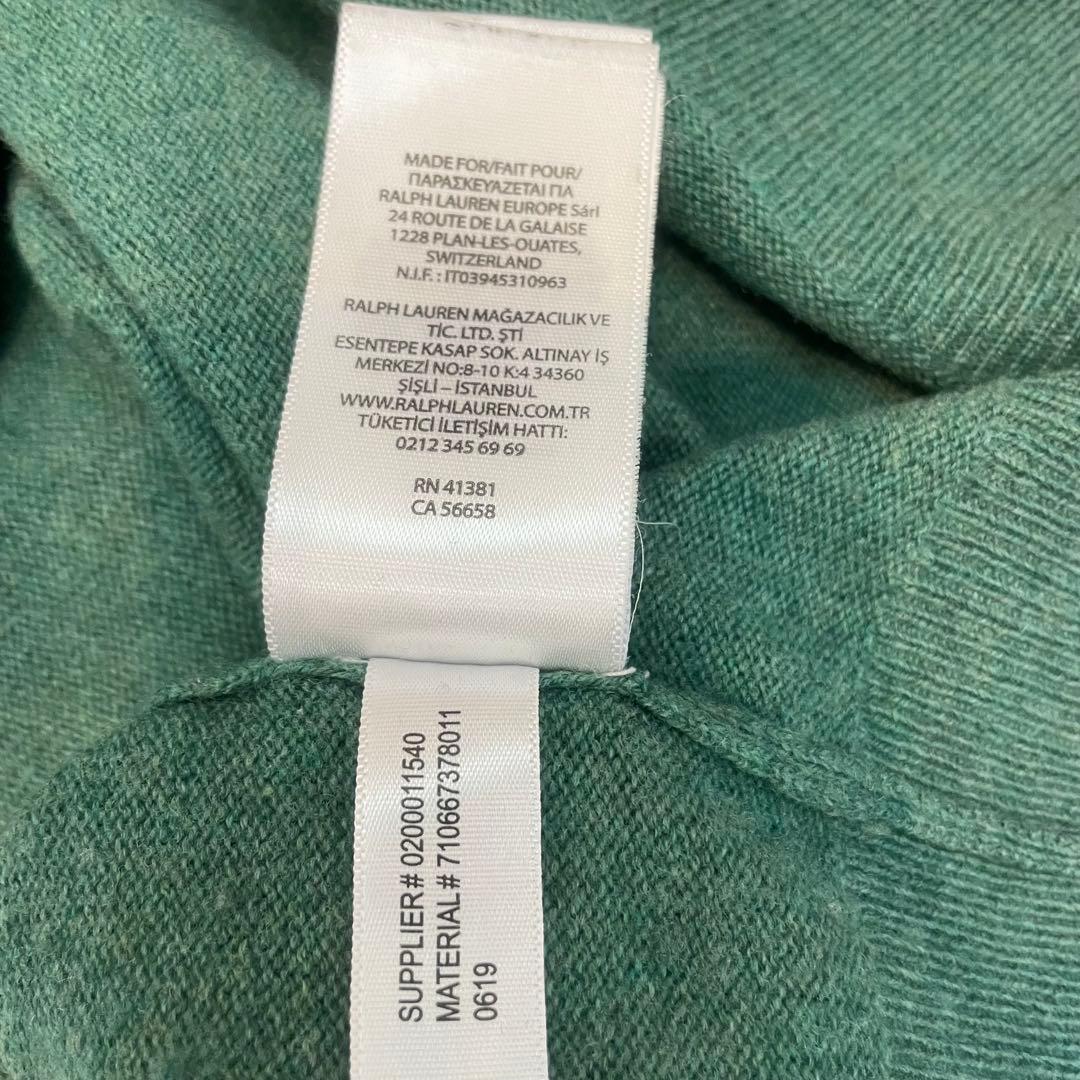 MADE FOR/FAIT POUR/
ΠΑΡΑΣΚΕΥΑΖΕΤΑΙ ΓΙΑ
RALPH LAUREN EUROPE Sárl
24 ROUTE DE LA GALAISE
1228 PLAN-LES-OUATES,
SWITZERLAND
N.I.F. : IT03945310963
RALPH LAUREN MAĞAZACILIK VE
TİC. LTD. ŞTİ
ESENTEPE KASAP SOK. ALTINAY İŞ
MERKEZİ NO:8-10 K:4 34360
ŞİŞLİ – İSTANBUL
WWW.RALPHLAUREN.COM.TR
TÜKETİCİ İLETİŞİM HATTI:
0212 345 69 69
RN 41381
CA 56658
SUPPLIER# 0200011540
MATERIAL# 710667378011
0619